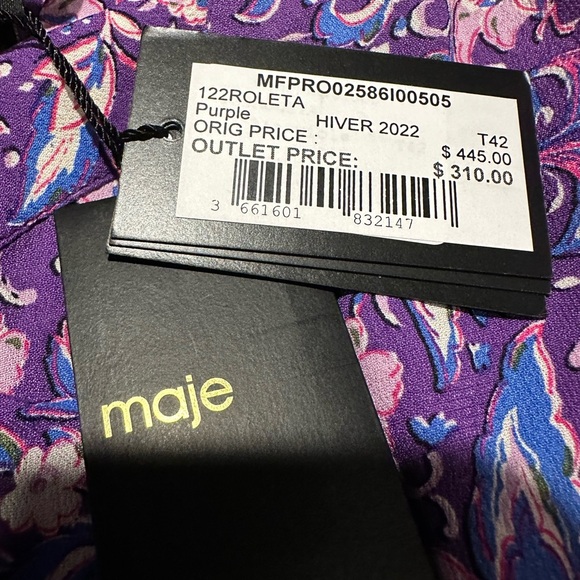 MFPRO02586I00505
122ROLETA
Purple HIVER 2022 T42
ORIG PRICE : $ 445.00
OUTLET PRICE: $ 310.00
3 661601 832147
maje